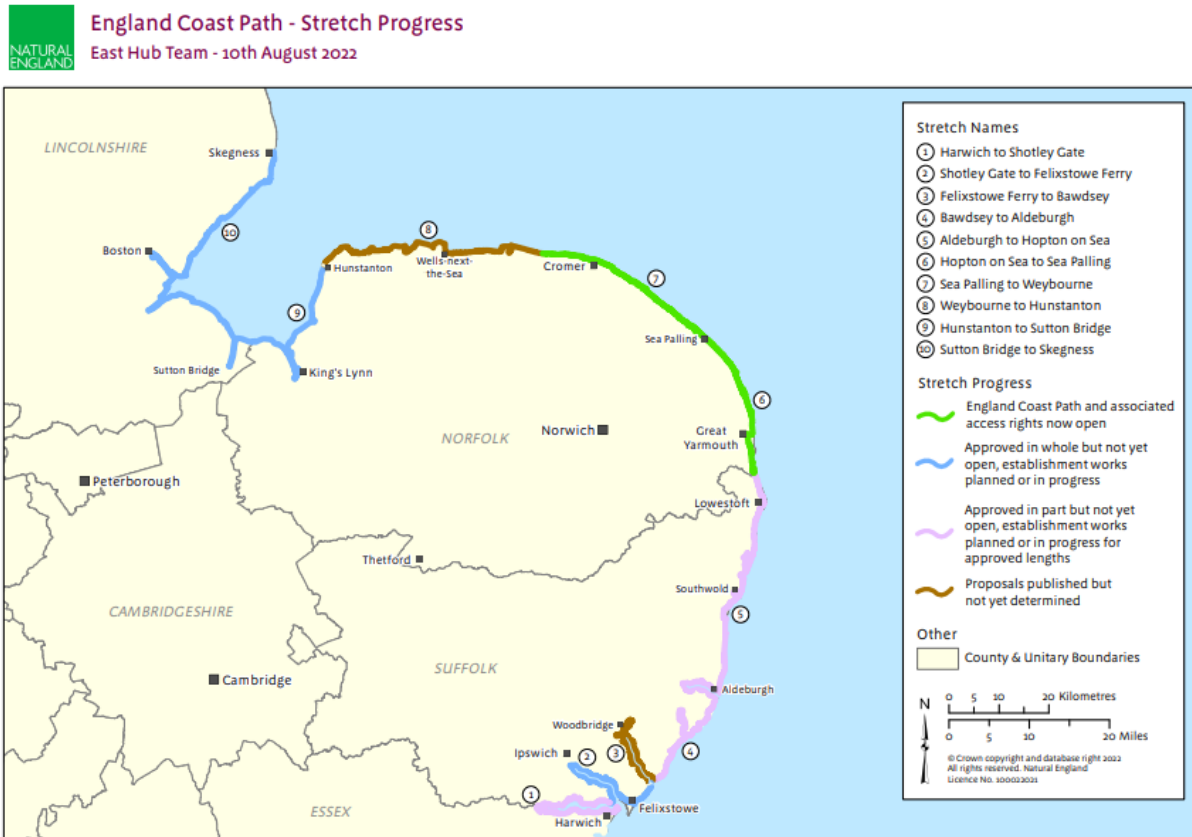 NATURAL
ENGLAND
England Coast Path - Stretch Progress
East Hub Team - 10th August 2022
LINCOLNSHIRE
Skegness
10
Boston
8
Hunstanton
Wells-next-
the-Sea
Cromer
7
9
Sea Palling
Sutton Bridge
King's Lynn
6
NORFOLK
Norwich
Great
Yarmouth
Peterborough
Lowestoft
Thetford
Southwold
CAMBRIDGESHIRE
5
SUFFOLK
Cambridge
Aldeburgh
Woodbridge
Ipswich
2
3
4
1
Felixstowe
ESSEX
Harwich
Stretch Names
1 Harwich to Shotley Gate
2 Shotley Gate to Felixstowe Ferry
3 Felixstowe Ferry to Bawdsey
4 Bawdsey to Aldeburgh
5 Aldeburgh to Hopton on Sea
6 Hopton on Sea to Sea Palling
7 Sea Palling to Weybourne
8 Weybourne to Hunstanton
9 Hunstanton to Sutton Bridge
10 Sutton Bridge to Skegness
Stretch Progress
England Coast Path and associated
access rights now open
Approved in whole but not yet
open, establishment works
planned or in progress
Approved in part but not yet
open, establishment works
planned or in progress for
approved lengths
Proposals published but
not yet determined
Other
County & Unitary Boundaries
N
0 5 10 20 Kilometres
0 5 10 20 Miles
© Crown copyright and database right 2022
All rights reserved. Natural England
Licence No. 100022021